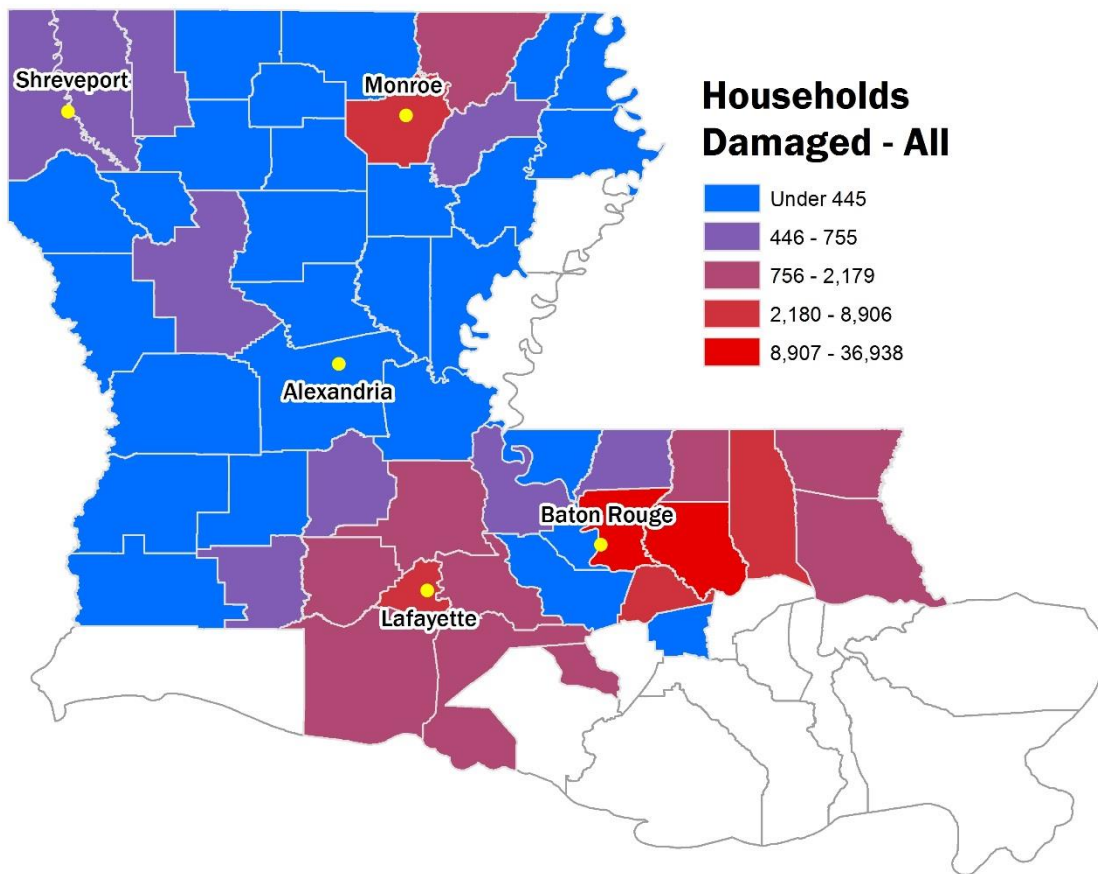 Shreveport
Monroe
Households
Damaged - All
Under 445
446 - 755
756 - 2,179
2,180 - 8,906
8,907 - 36,938
Alexandria
Baton Rouge
Lafayette